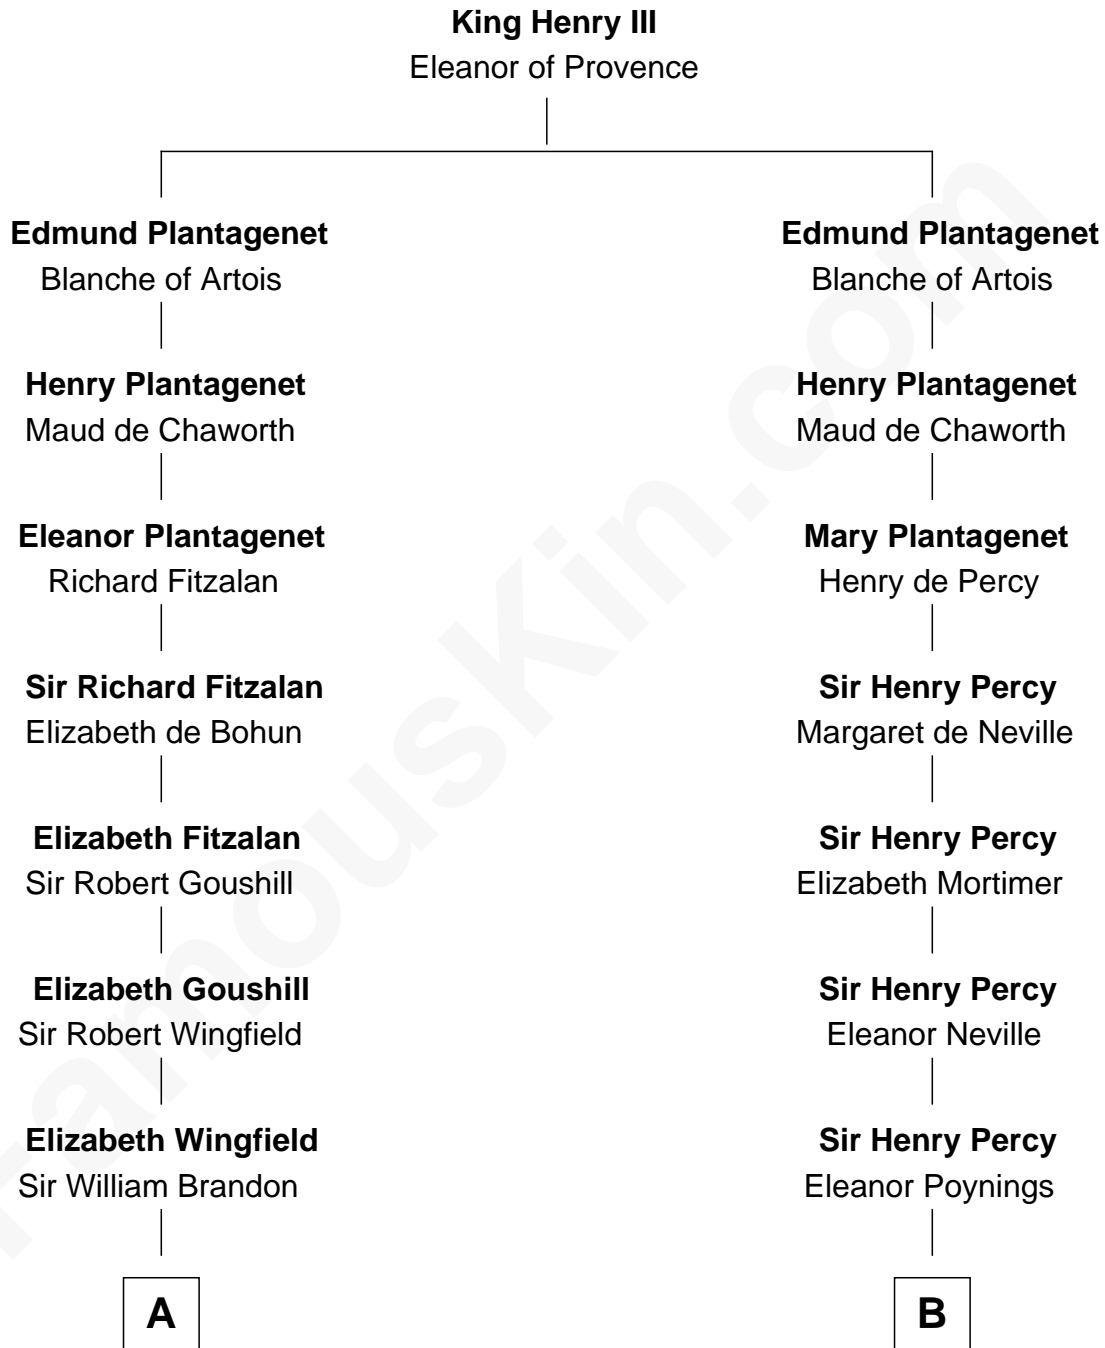 King Henry III
Eleanor of Provence
Edmund Plantagenet
Blanche of Artois
Edmund Plantagenet
Blanche of Artois
Henry Plantagenet
Maud de Chaworth
Henry Plantagenet
Maud de Chaworth
Eleanor Plantagenet
Richard Fitzalan
Mary Plantagenet
Henry de Percy
Sir Richard Fitzalan
Elizabeth de Bohun
Sir Henry Percy
Margaret de Neville
Elizabeth Fitzalan
Sir Robert Goushill
Sir Henry Percy
Elizabeth Mortimer
Elizabeth Goushill
Sir Robert Wingfield
Sir Henry Percy
Eleanor Neville
Elizabeth Wingfield
Sir William Brandon
Sir Henry Percy
Eleanor Poynings
A
B
FamousKin.com